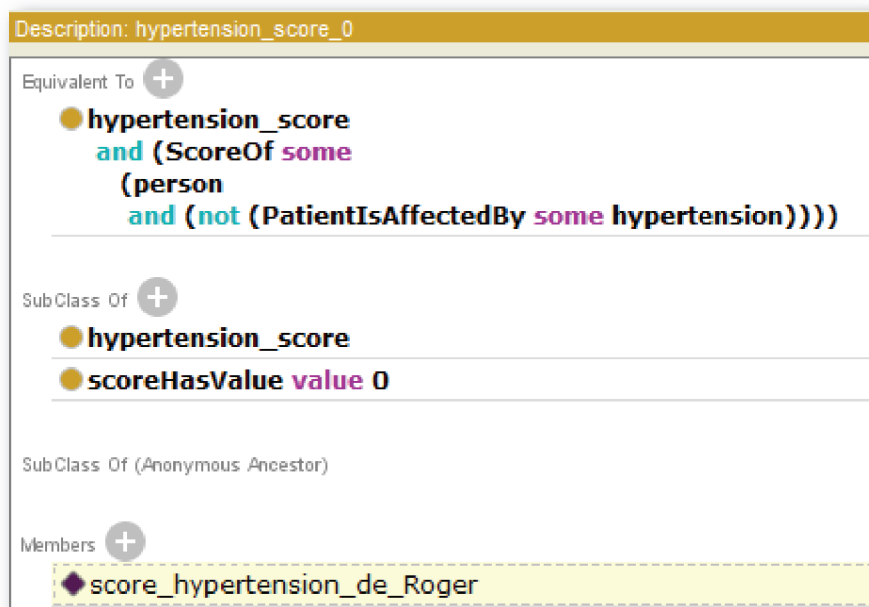 Description: hypertension_score_0
Equivalent To
hypertension_score
and (ScoreOf some
(person
and (not (PatientIsAffectedBy some hypertension))))
SubClass Of
hypertension_score
scoreHasValue value 0
SubClass Of (Anonymous Ancestor)
Members
score_hypertension_de_Roger